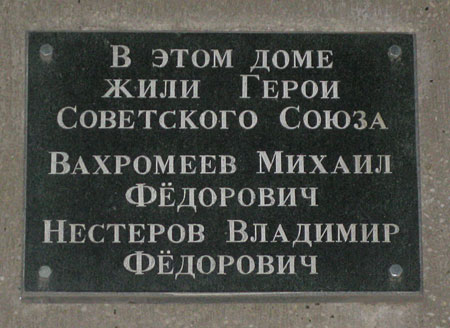 В ЭТОМ ДОМЕ
ЖИЛИ ГЕРОИ
СОВЕТСКОГО СОЮЗА
ВАХРОМЕЕВ МИХАИЛ
ФЁДОРОВИЧ
НЕСТЕРОВ ВЛАДИМИР
ФЁДОРОВИЧ